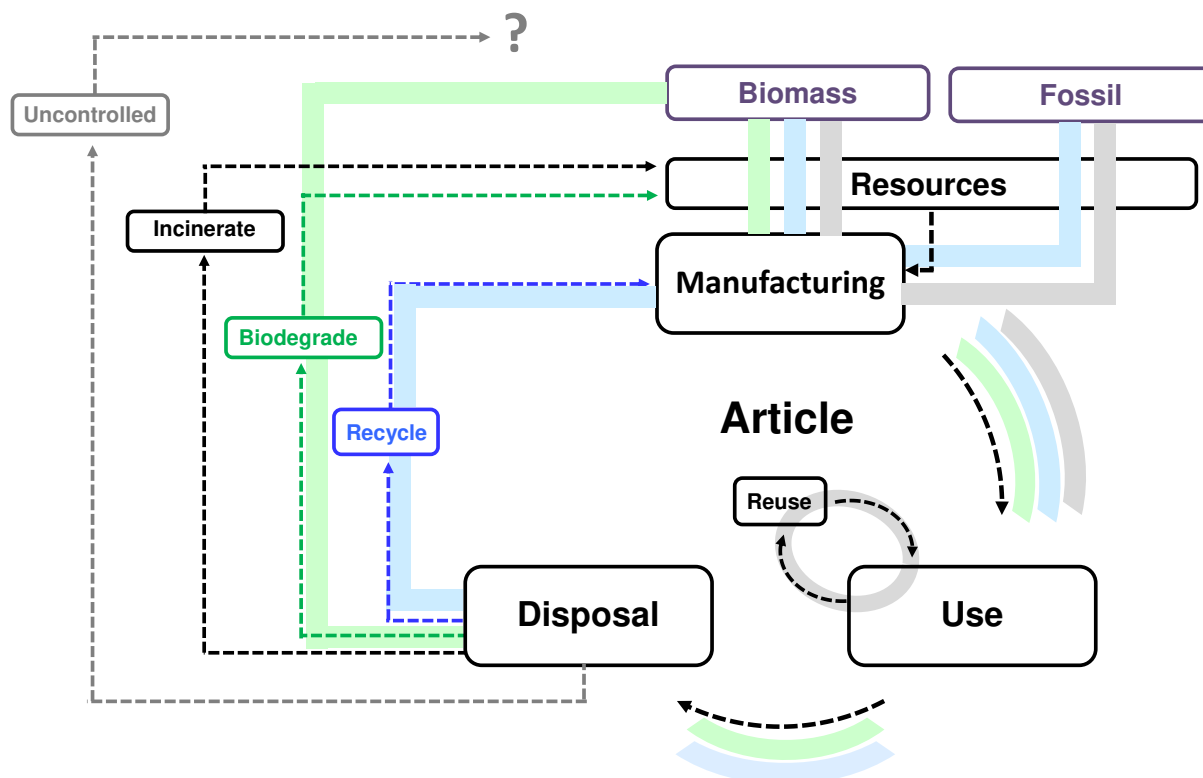 ?
Biomass
Fossil
Uncontrolled
Resources
Incinerate
Manufacturing
Biodegrade
Article
Recycle
Reuse
Disposal
Use